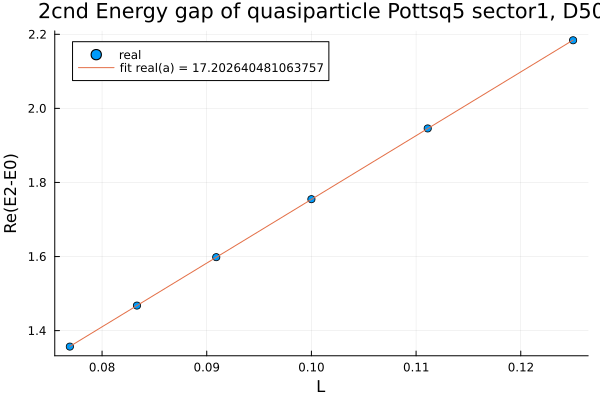 2cnd Energy gap of quasiparticle Pottsq5 sector1, D50
real
fit real(a) = 17.202640481063757
Re(E2-E0)
2.2
2.0
1.8
1.6
1.4
0.08 0.09 0.10 0.11 0.12
L